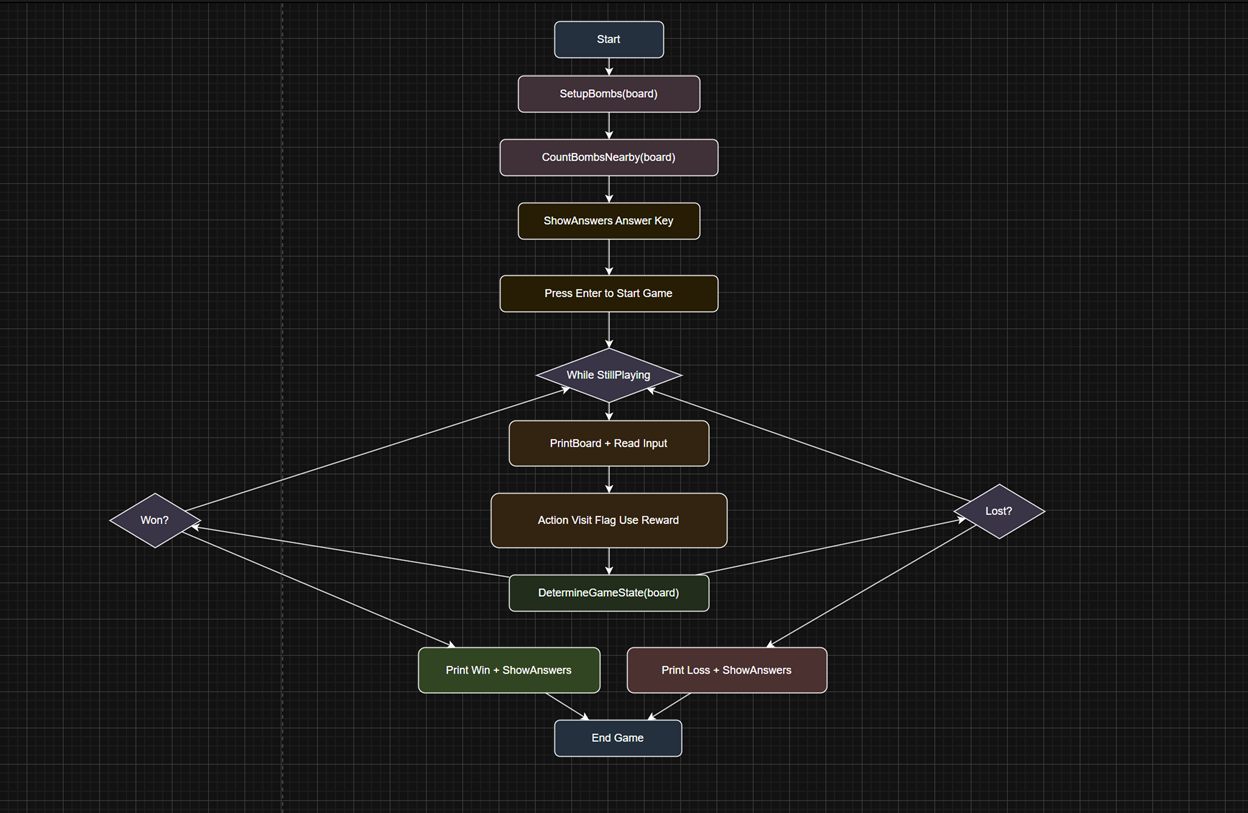 Start
SetupBombs(board)
CountBombsNearby(board)
ShowAnswers Answer Key
Press Enter to Start Game
While StillPlaying
PrintBoard + Read Input
Won?
Action Visit Flag Use Reward
Lost?
DetermineGameState(board)
Print Win + ShowAnswers
Print Loss + ShowAnswers
End Game